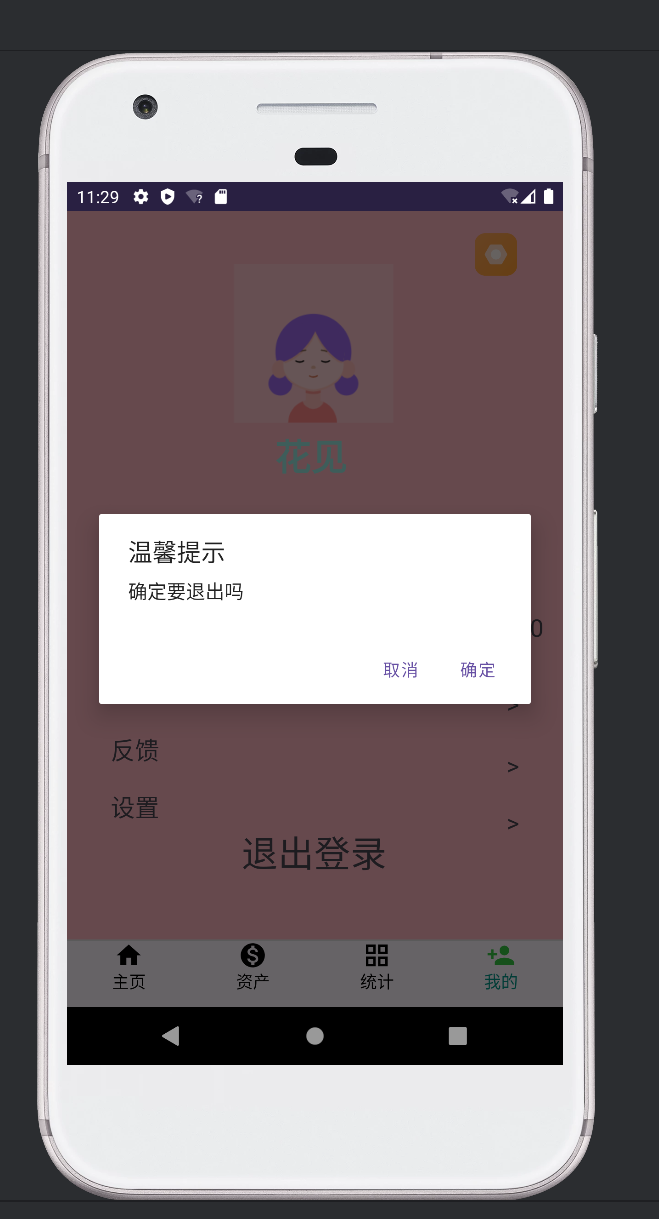 11:29
花见
温馨提示
确定要退出吗
0
取消 确定
>
反馈
>
设置
>
退出登录
主页 资产 统计 我的